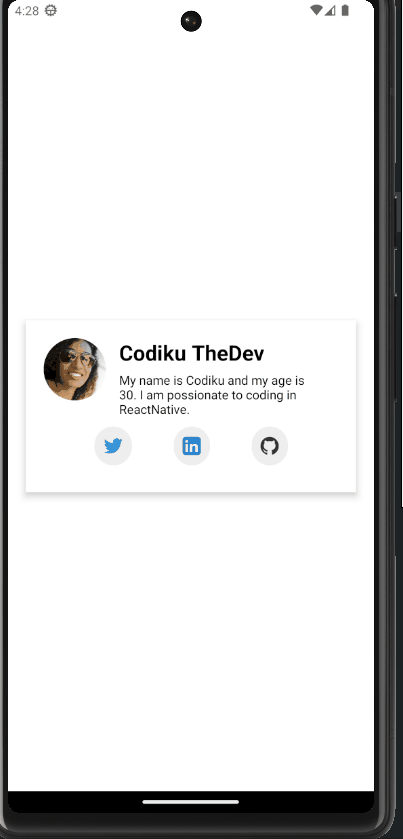 4:28
Codiku TheDev
My name is Codiku and my age is
30. I am possionate to coding in
ReactNative.
in